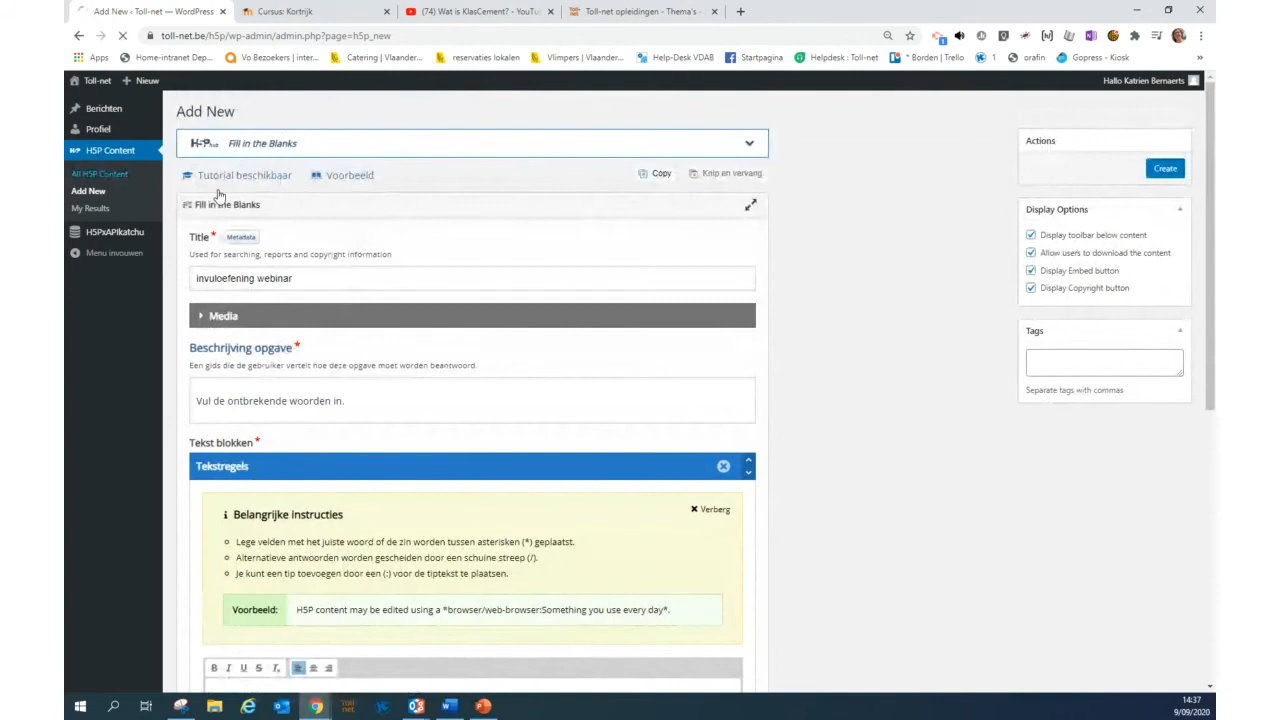 Add New ‹ Toll-net — WordPress
Cursus: Kortrijk
(74) Wat is KlasCement? - YouTub
Toll-net opleidingen - Thema's -
toll-net.be/h5p/wp-admin/admin.php?page=h5p_new
Apps
Home-intranet Dep...
Vo Bezoekers | inter...
Catering | Vlaander...
reservaties lokalen
Vlimpers | Vlaander...
Help-Desk VDAB
Startpagina
Helpdesk : Toll-net
* Borden | Trello
1
orafin
Gopress - Kiosk
Toll-net
Nieuw
Hallo Katrien Bernaerts
Berichten
Profiel
H5P Content
All H5P Content
Add New
My Results
H5PxAPIkatchu
Menu invouwen
Add New
H5P Hub Fill in the Blanks
Tutorial beschikbaar
Voorbeeld
Copy
Knip en vervang
Fill in the Blanks
Title *
Metadata
Used for searching, reports and copyright information
invuloefening webinar
Media
Beschrijving opgave *
Een gids die de gebruiker vertelt hoe deze opgave moet worden beantwoord.
Vul de ontbrekende woorden in.
Tekst blokken *
Tekstregels
Belangrijke instructies
Verberg
Lege velden met het juiste woord of de zin worden tussen asterisken (*) geplaatst.
Alternatieve antwoorden worden gescheiden door een schuine streep (/).
Je kunt een tip toevoegen door een (:) voor de tiptekst te plaatsen.
Voorbeeld:
H5P content may be edited using a *browser/web-browser:Something you use every day*.
B I U S Tx
Actions
Create
Display Options
Display toolbar below content
Allow users to download the content
Display Embed button
Display Copyright button
Tags
Separate tags with commas
14:37
9/09/2020